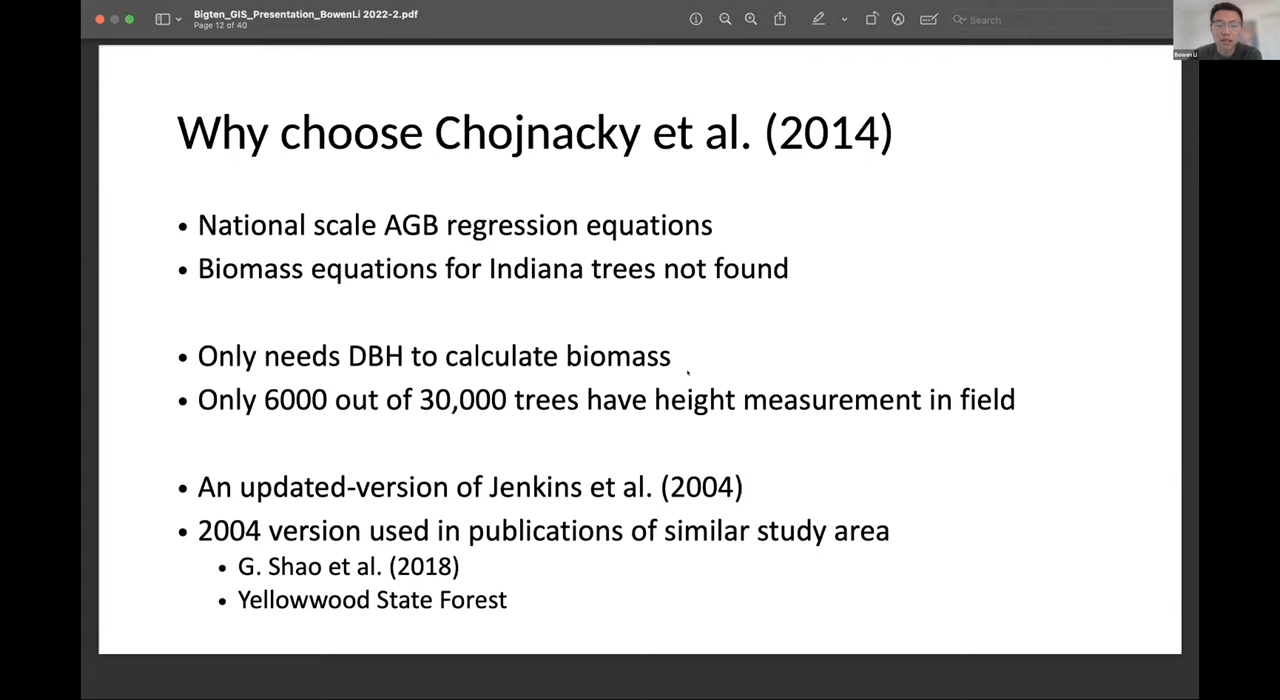 Bigten_GIS_Presentation_BowenLi 2022-2.pdf
Page 12 of 40
Search
Bowen Li
Why choose Chojnacky et al. (2014)
• National scale AGB regression equations
• Biomass equations for Indiana trees not found
• Only needs DBH to calculate biomass
• Only 6000 out of 30,000 trees have height measurement in field
• An updated-version of Jenkins et al. (2004)
• 2004 version used in publications of similar study area
• G. Shao et al. (2018)
• Yellowwood State Forest